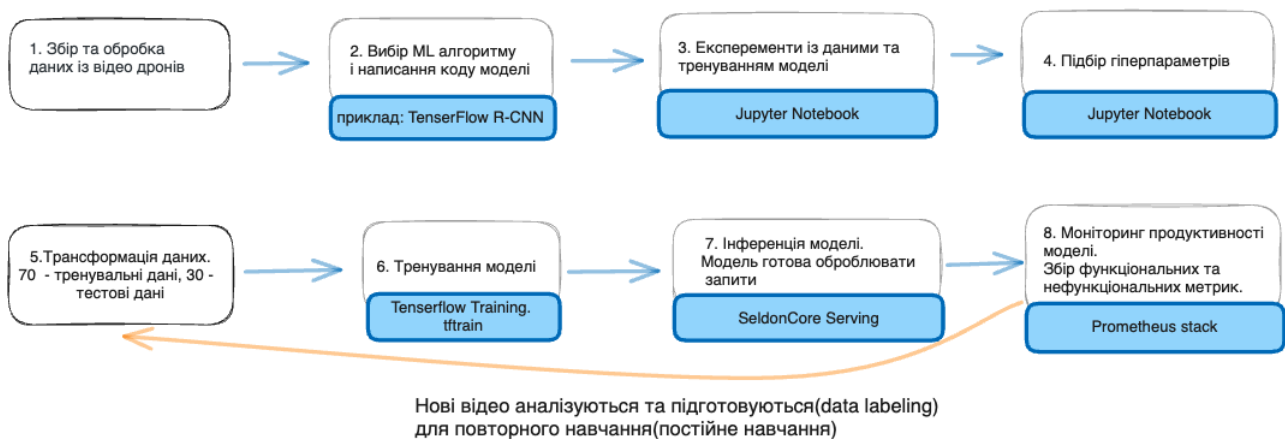 1. Збір та обробка
даних із відео дронів
2. Вибір ML алгоритму
і написання коду моделі
приклад: TenserFlow R-CNN
3. Експеременти із даними та
тренуванням моделі
Jupyter Notebook
4. Підбір гіперпараметрів
Jupyter Notebook
5.Трансформація даних.
70 - тренувальні дані, 30 -
тестові дані
6. Тренування моделі
Tenserflow Training.
tftrain
7. Інференція моделі.
Модель готова оброблювати
запити
SeldonCore Serving
8. Моніторинг продуктивності
моделі.
Збір функціональних та
нефункціональних метрик.
Prometheus stack
Нові відео аналізуються та підготовуються(data labeling)
для повторного навчання(постійне навчання)